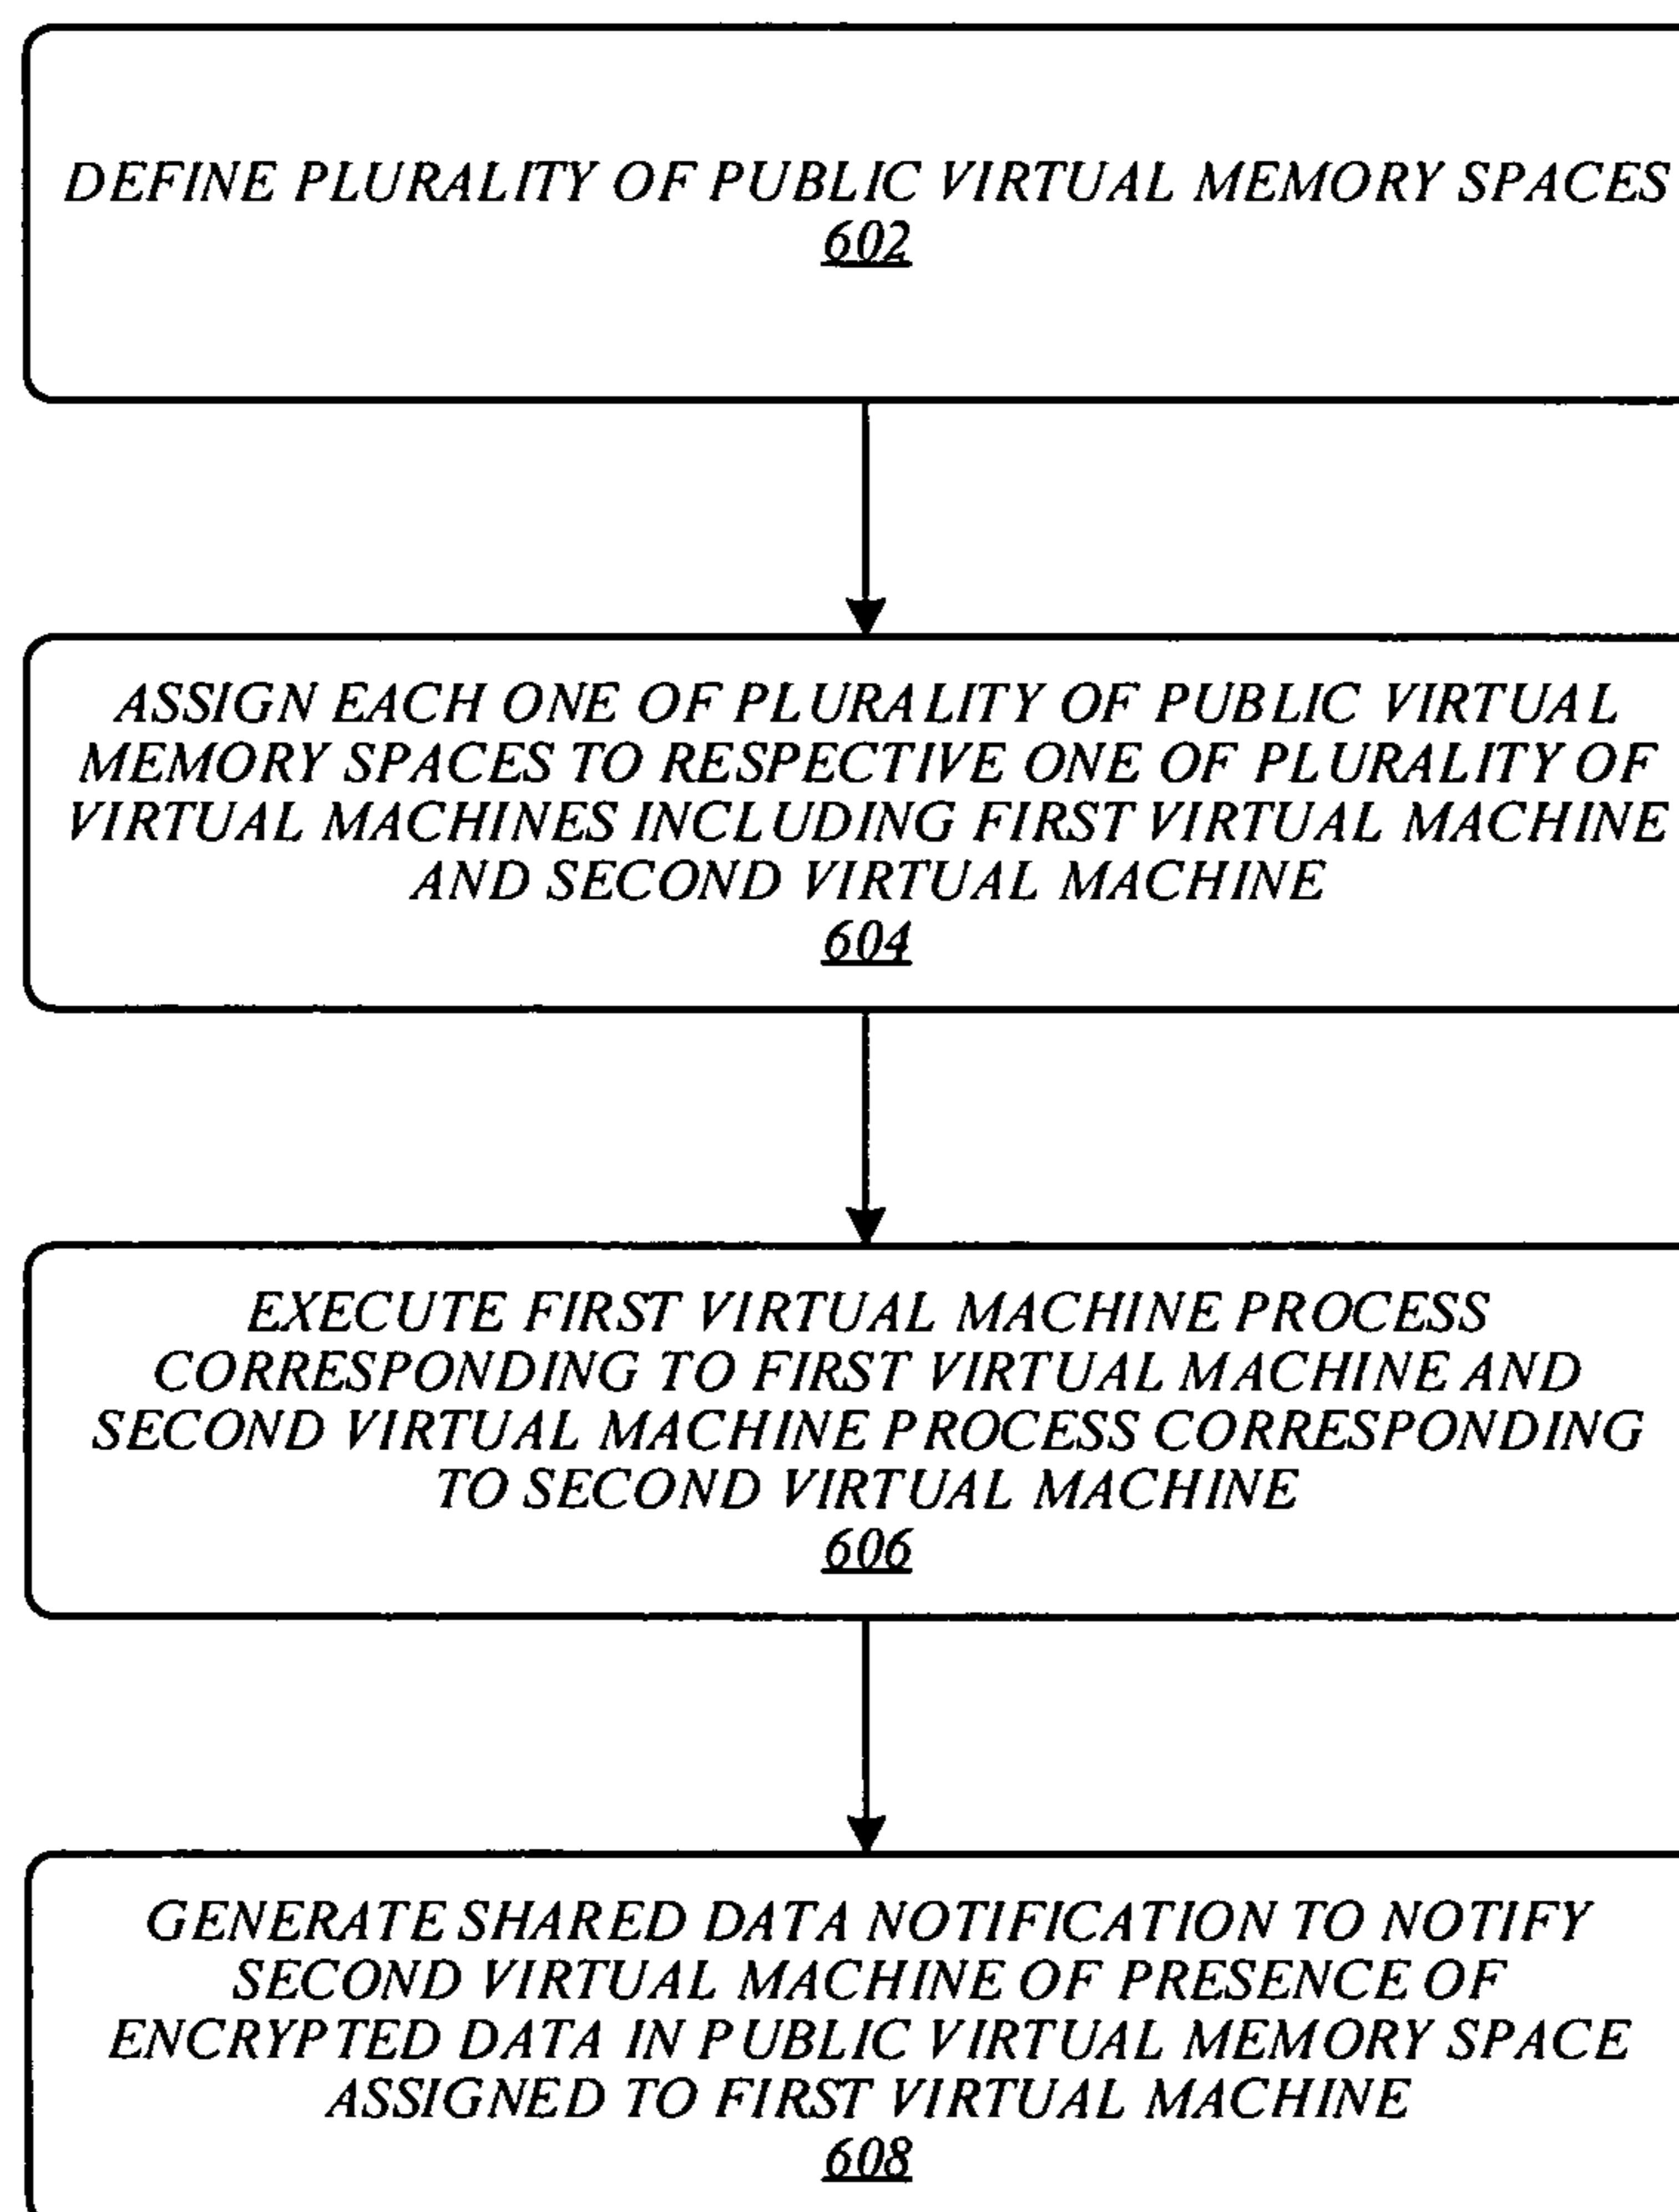 DEFINE PLURALITY OF PUBLIC VIRTUAL MEMORY SPACES
602
ASSIGN EACH ONE OF PLURALITY OF PUBLIC VIRTUAL
MEMORY SPACES TO RESPECTIVE ONE OF PLURALITY OF
VIRTUAL MACHINES INCLUDING FIRST VIRTUAL MACHINE
AND SECOND VIRTUAL MACHINE
604
EXECUTE FIRST VIRTUAL MACHINE PROCESS
CORRESPONDING TO FIRST VIRTUAL MACHINE AND
SECOND VIRTUAL MACHINE PROCESS CORRESPONDING
TO SECOND VIRTUAL MACHINE
606
GENERATE SHARED DATA NOTIFICATION TO NOTIFY
SECOND VIRTUAL MACHINE OF PRESENCE OF
ENCRYPTED DATA IN PUBLIC VIRTUAL MEMORY SPACE
ASSIGNED TO FIRST VIRTUAL MACHINE
608